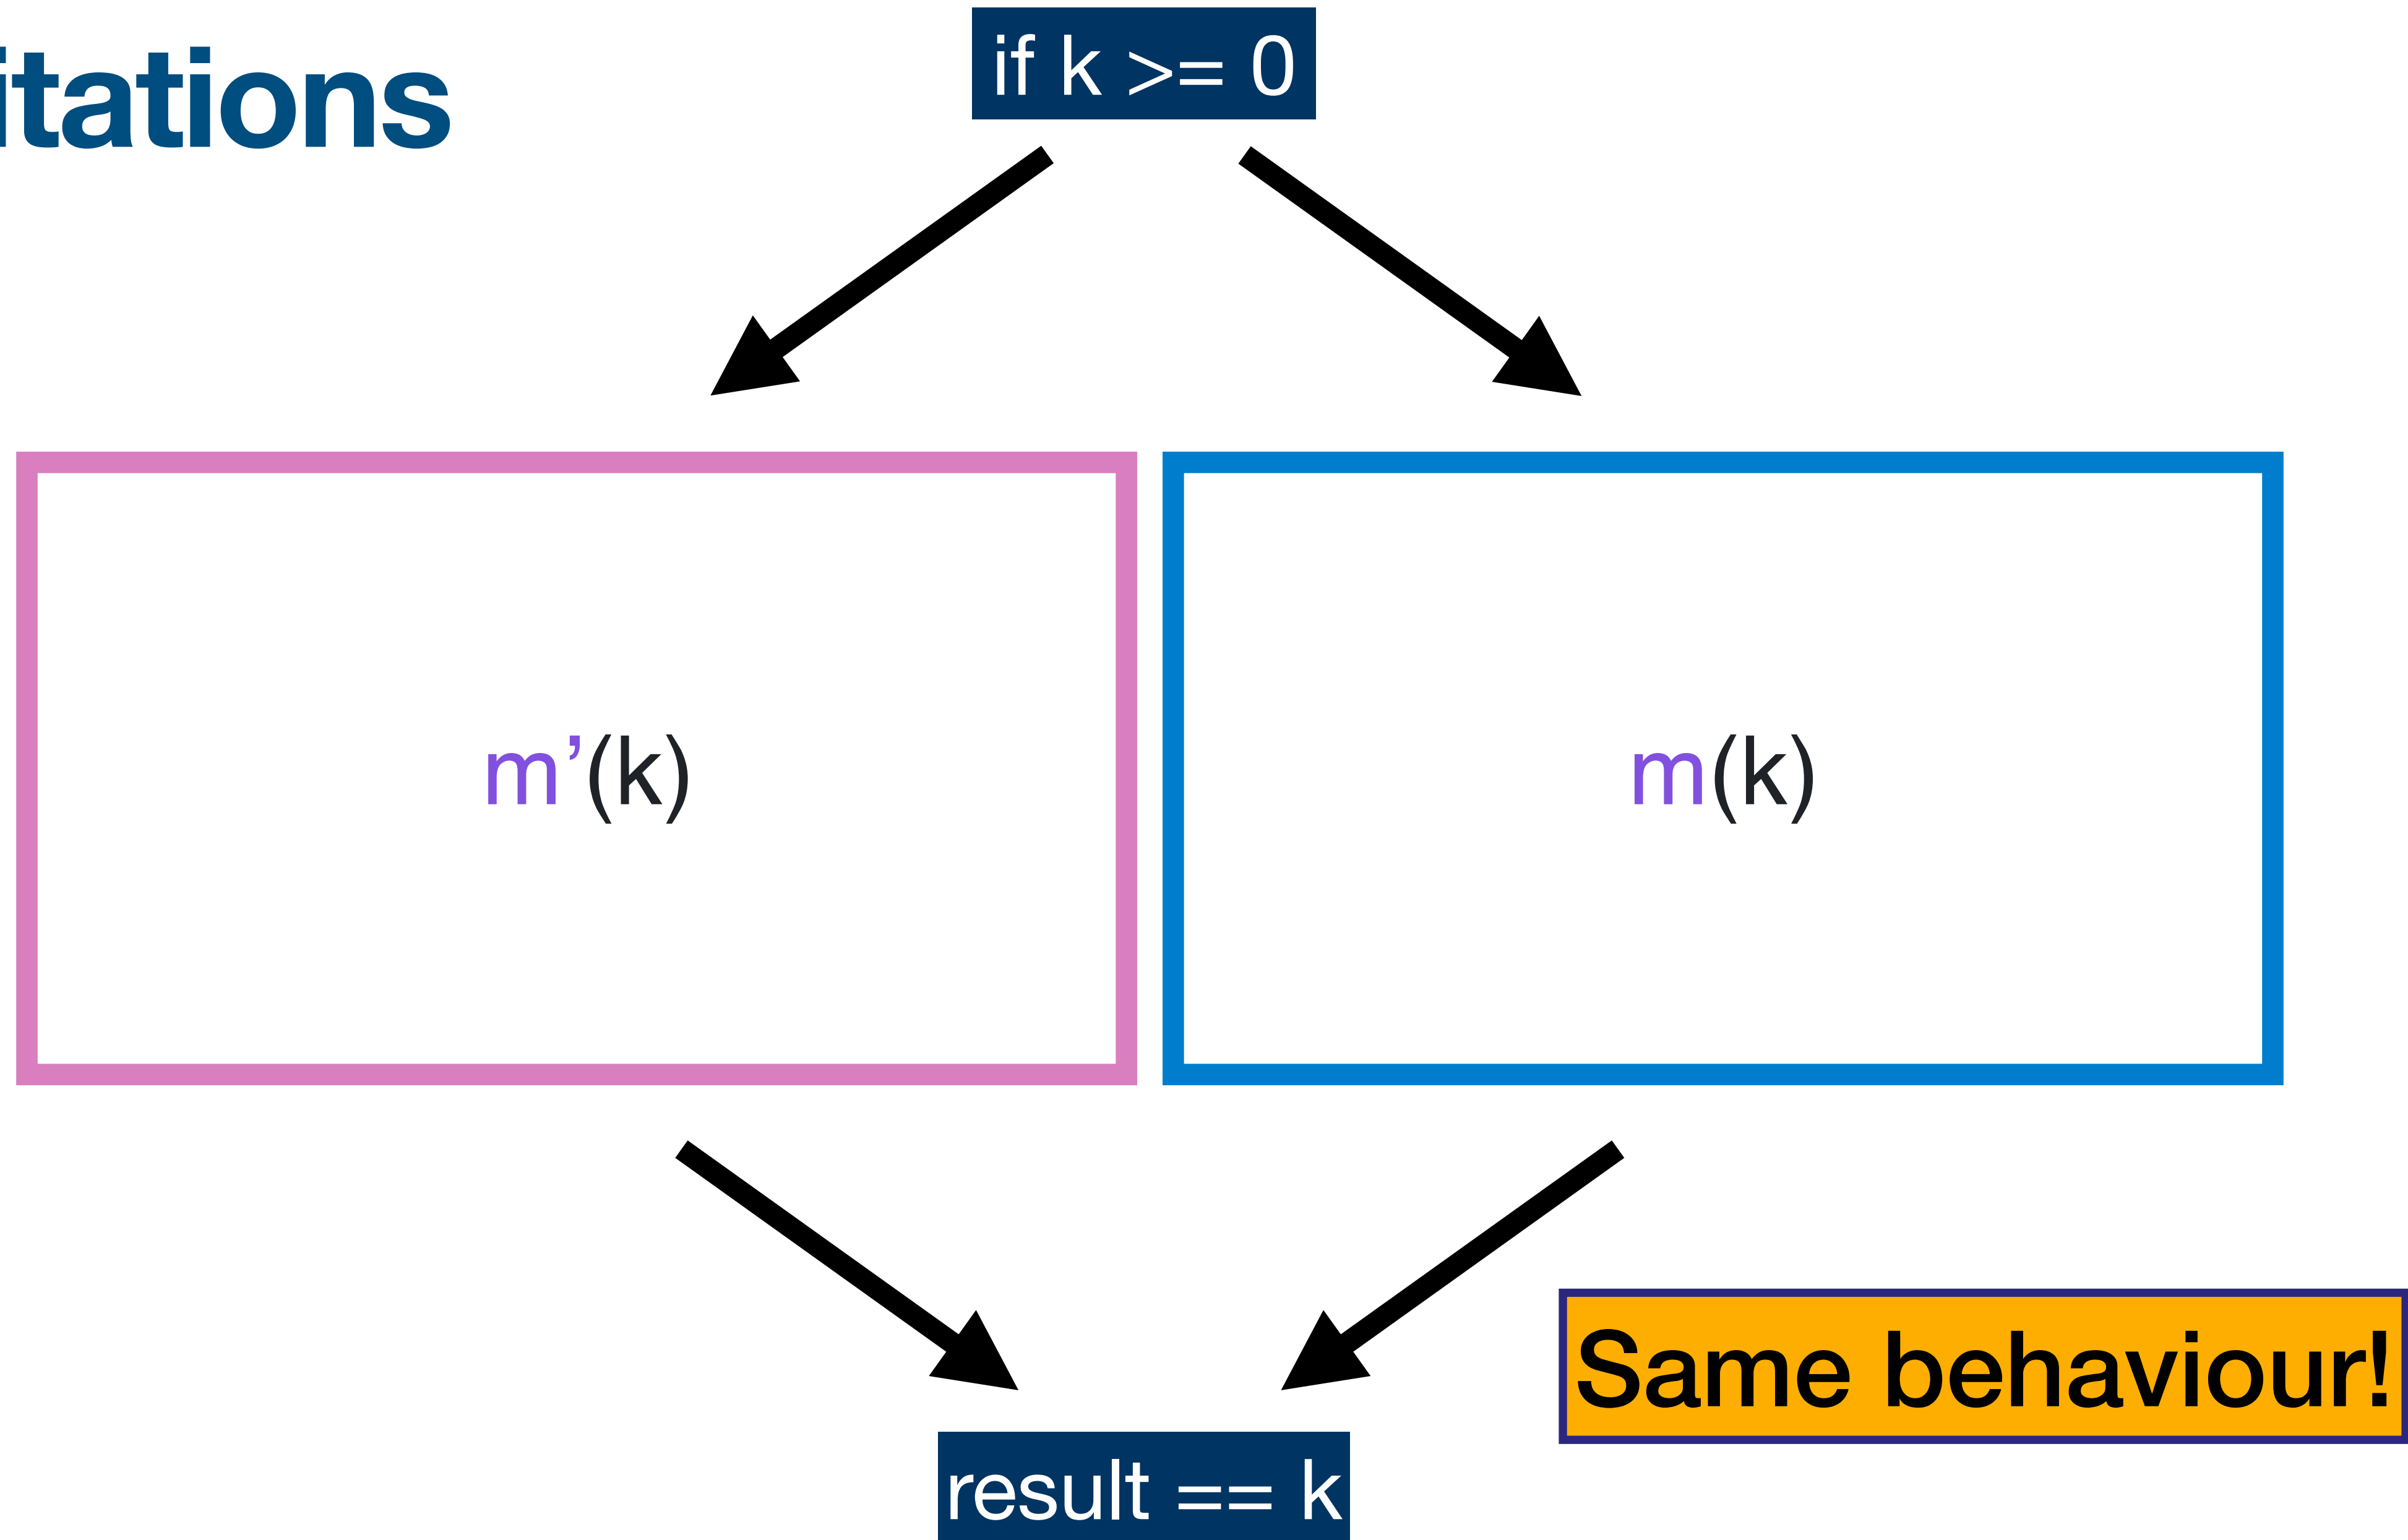 itations
if k >= 0
m’(k)
m(k)
Same behaviour!
result == k